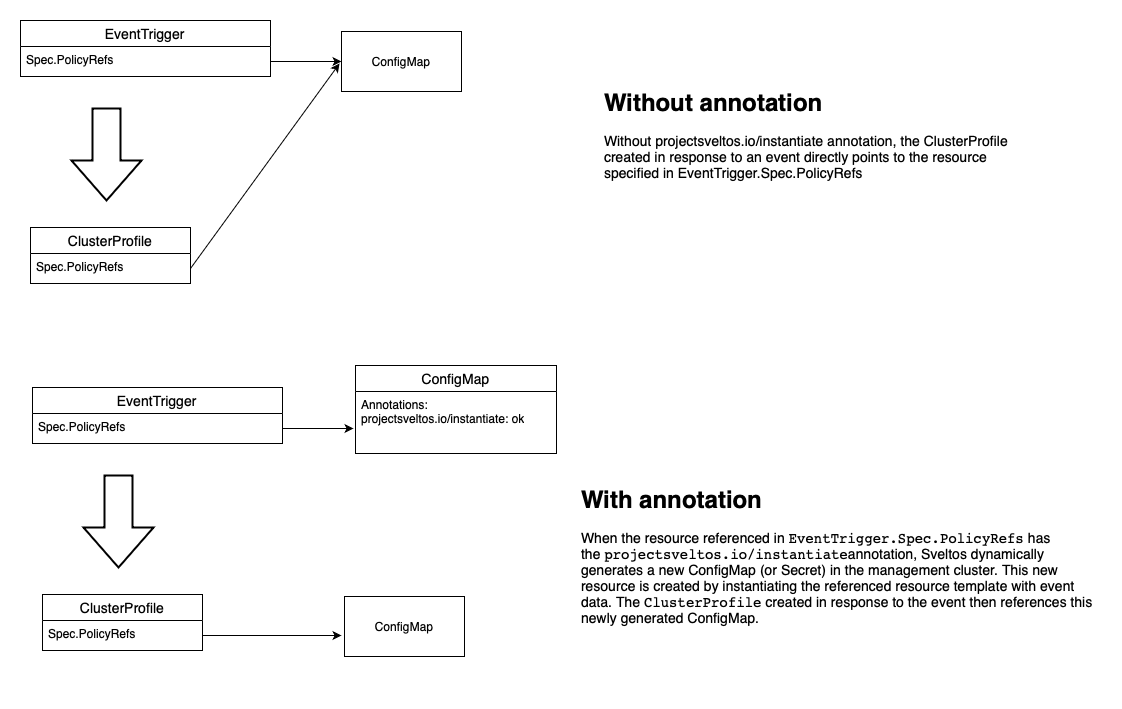 EventTrigger
Spec.PolicyRefs
ConfigMap
Without annotation
Without projectsveltos.io/instantiate annotation, the ClusterProfile
created in response to an event directly points to the resource
specified in EventTrigger.Spec.PolicyRefs
ClusterProfile
Spec.PolicyRefs
ConfigMap
Annotations:
projectsveltos.io/instantiate: ok
EventTrigger
Spec.PolicyRefs
With annotation
When the resource referenced in EventTrigger.Spec.PolicyRefs has
the projectsveltos.io/instantiateannotation, Sveltos dynamically
generates a new ConfigMap (or Secret) in the management cluster. This new
resource is created by instantiating the referenced resource template with event
data. The ClusterProfile created in response to the event then references this
newly generated ConfigMap.
ClusterProfile
Spec.PolicyRefs
ConfigMap